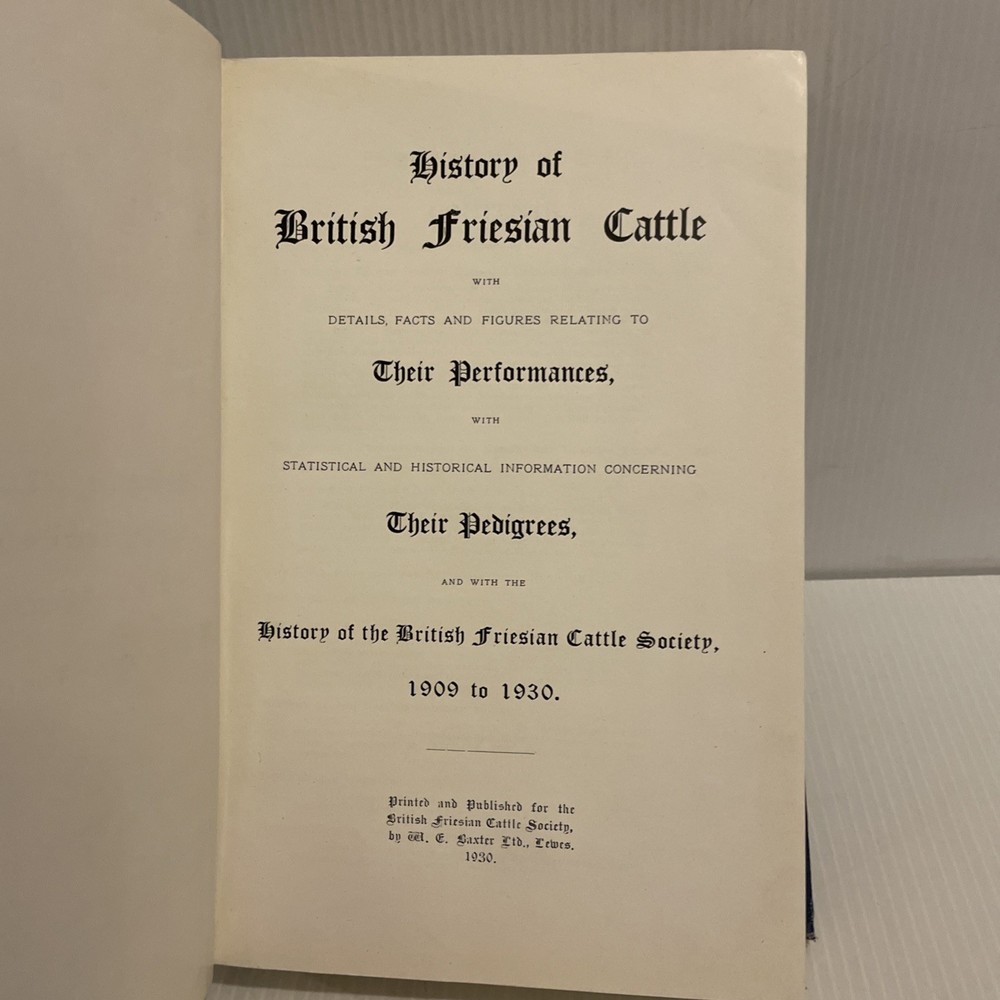 History of
British Friesian Cattle
WITH
DETAILS, FACTS AND FIGURES RELATING TO
Their Performances,
WITH
STATISTICAL AND HISTORICAL INFORMATION CONCERNING
Their Pedigrees,
AND WITH THE
History of the British Friesian Cattle Society,
1909 to 1930.
Printed and Published for the
British Friesian Cattle Society,
by W. E. Baxter Ltd., Lewes.
1930.